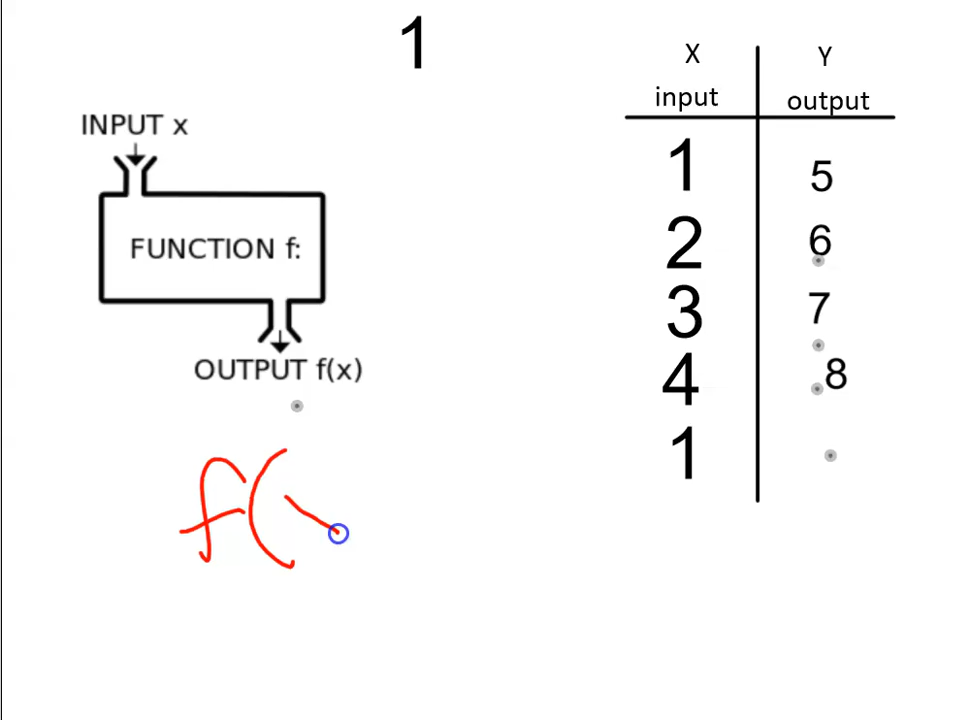 1
INPUT x
FUNCTION f:
OUTPUT f(x)
f(
X Y
input output
1 5
2 6
3 7
4 8
1